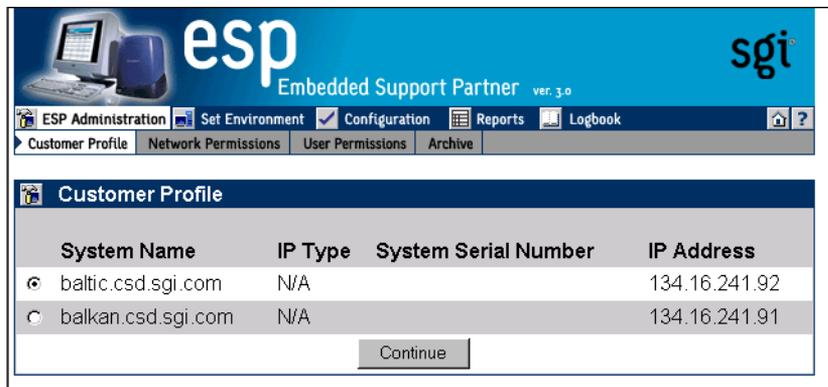 esp
Embedded Support Partner ver. 3.0
sgi
ESP Administration Set Environment Configuration Reports Logbook ?
Customer Profile Network Permissions User Permissions Archive
Customer Profile
System Name IP Type System Serial Number IP Address
baltic.csd.sgi.com N/A 134.16.241.92
balkan.csd.sgi.com N/A 134.16.241.91
Continue